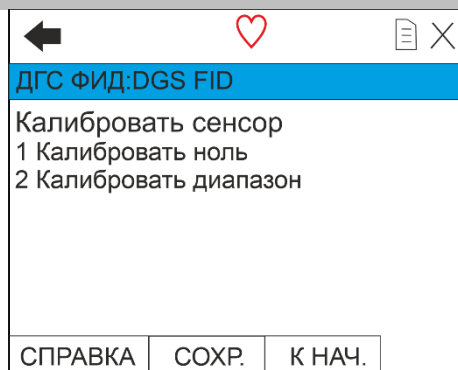 ДГС ФИД:DGS FID
Калибровать сенсор
1 Калибровать ноль
2 Калибровать диапазон
СПРАВКА СОХР. К НАЧ.